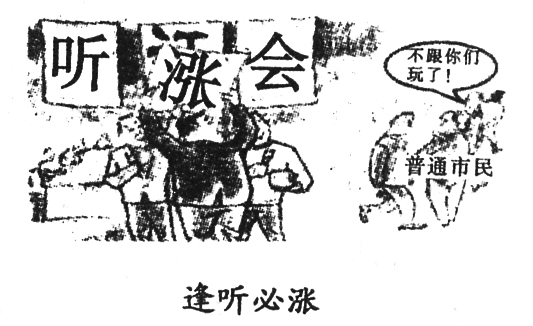 听涨会
不跟你们
玩了！
普通市民
逢听必涨